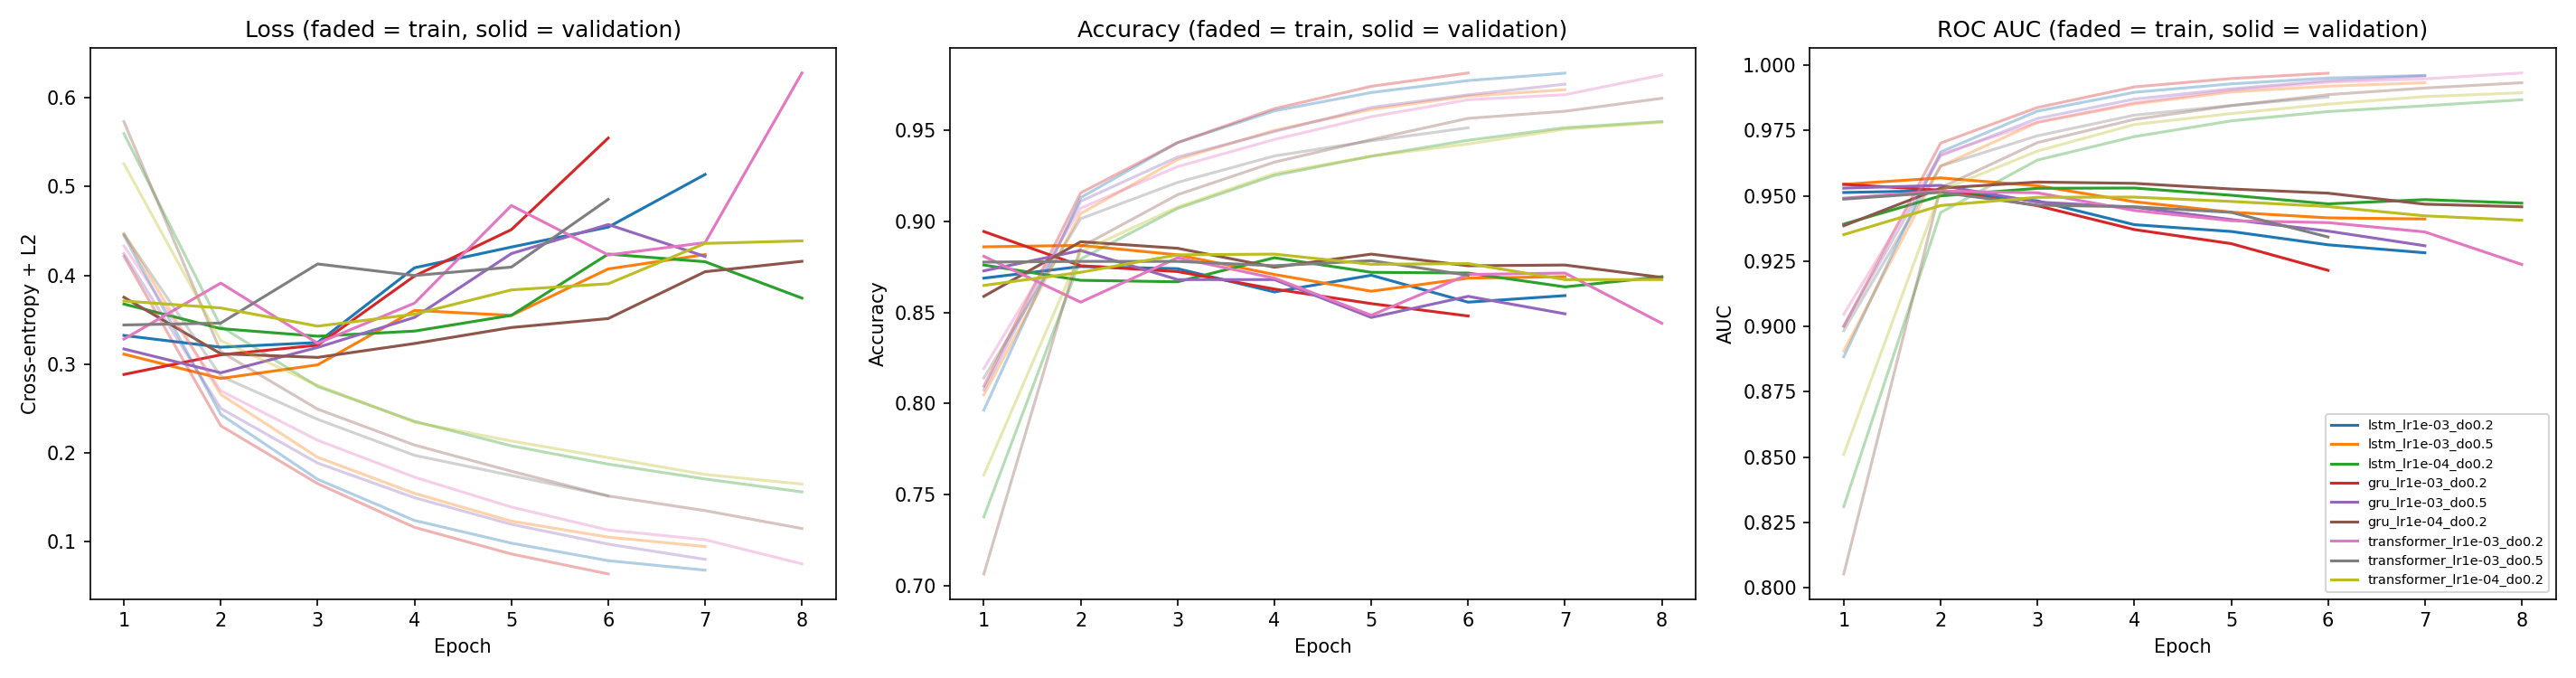 Loss (faded = train, solid = validation)
Cross-entropy + L2
0.6
0.5
0.4
0.3
0.2
0.1
1 2 3 4 5 6 7 8
Epoch
Accuracy (faded = train, solid = validation)
Accuracy
0.95
0.90
0.85
0.80
0.75
0.70
1 2 3 4 5 6 7 8
Epoch
ROC AUC (faded = train, solid = validation)
AUC
1.000
0.975
0.950
0.925
0.900
0.875
0.850
0.825
0.800
lstm_lr1e-03_do0.2
lstm_lr1e-03_do0.5
lstm_lr1e-04_do0.2
gru_lr1e-03_do0.2
gru_lr1e-03_do0.5
gru_lr1e-04_do0.2
transformer_lr1e-03_do0.2
transformer_lr1e-03_do0.5
transformer_lr1e-04_do0.2
1 2 3 4 5 6 7 8
Epoch